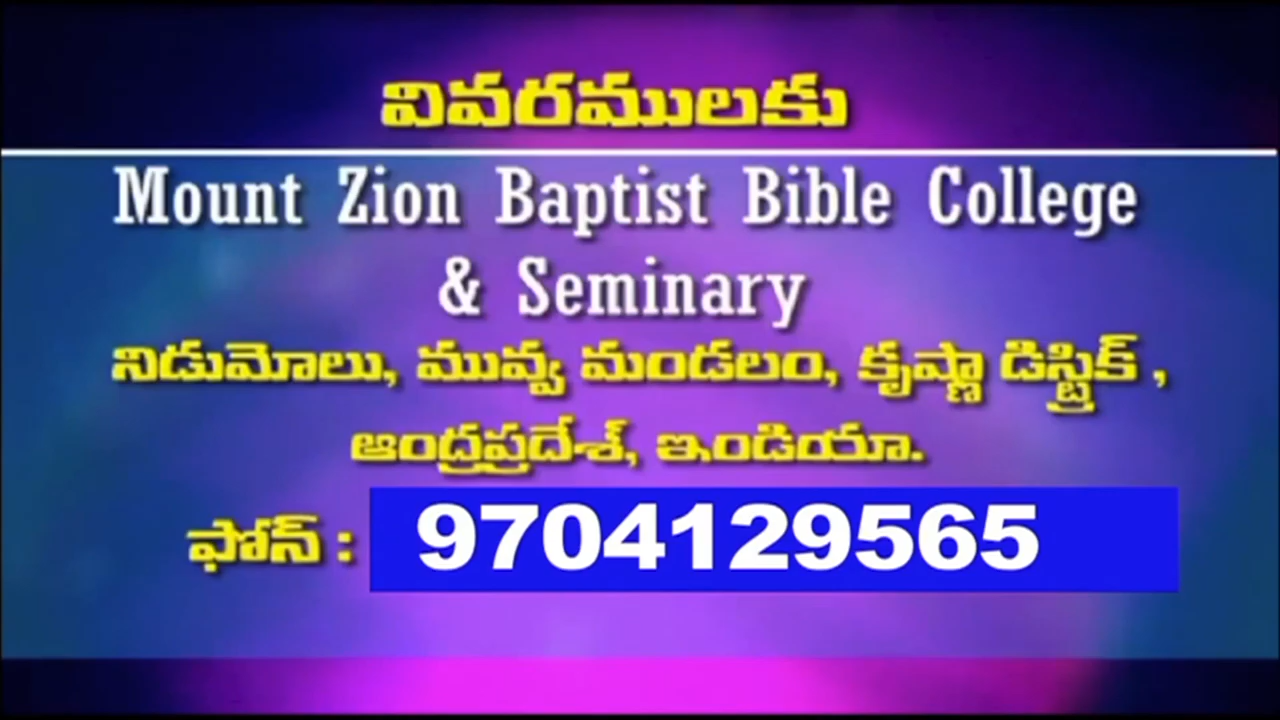 వివరములకు
Mount Zion Baptist Bible College
& Seminary
నిడుమోలు, మువ్వ మండలం, కృష్ణా డిస్ట్రిక్ ,
ఆంద్రప్రదేశ్, ఇండియా.
ఫోన్ : 9704129565